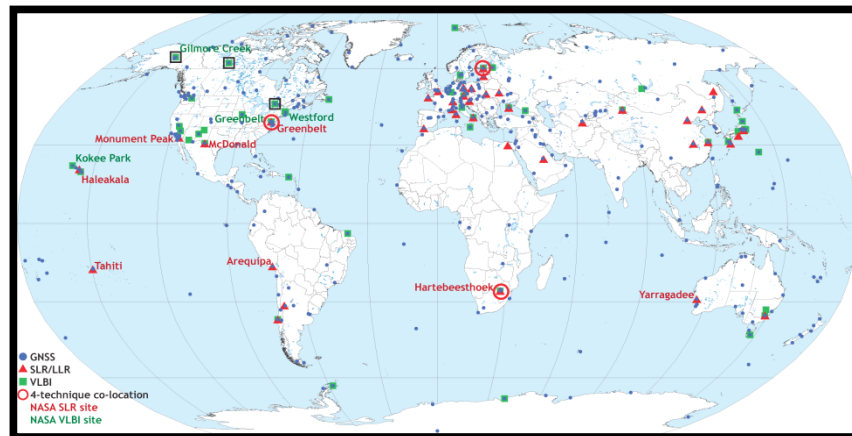 Gilmore Creek
Greenbelt
Westford
Greenbelt
Monument Peak
McDonald
Kokee Park
Haleakala
Tahiti
Arequipa
Hartebeesthoek
Yarragadee
GNSS
SLR/LLR
VLBI
4-technique co-location
NASA SLR site
NASA VLBI site